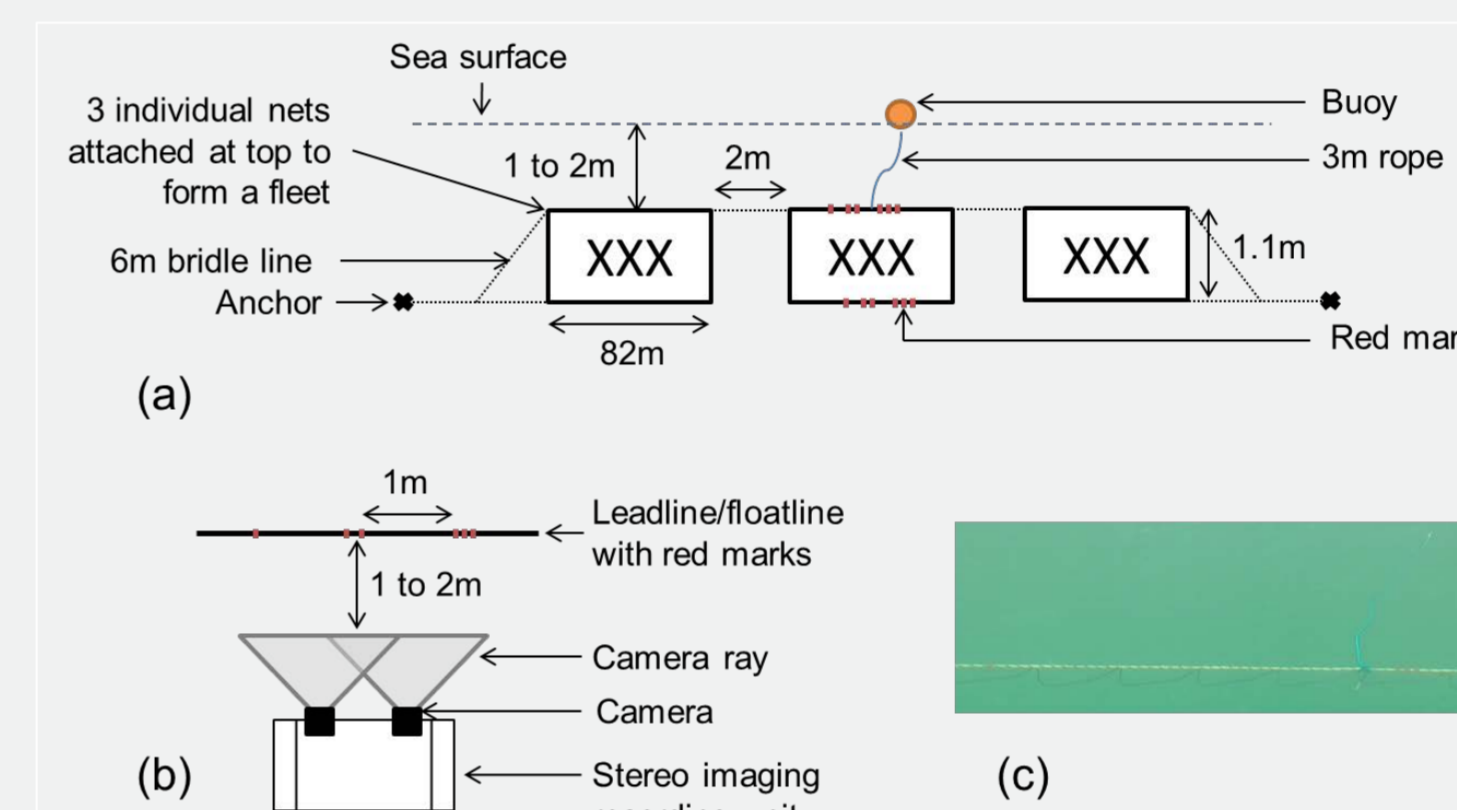 Sea surface
3 individual nets
attached at top to
form a fleet
1 to 2m
2m
Buoy
3m rope
6m bridle line
XXX
XXX
XXX
1.1m
Anchor
82m
Red
(a)
1m
Leadline/floatline
with red marks
1 to 2m
Camera ray
Camera
(b)
Stereo imaging
(c)